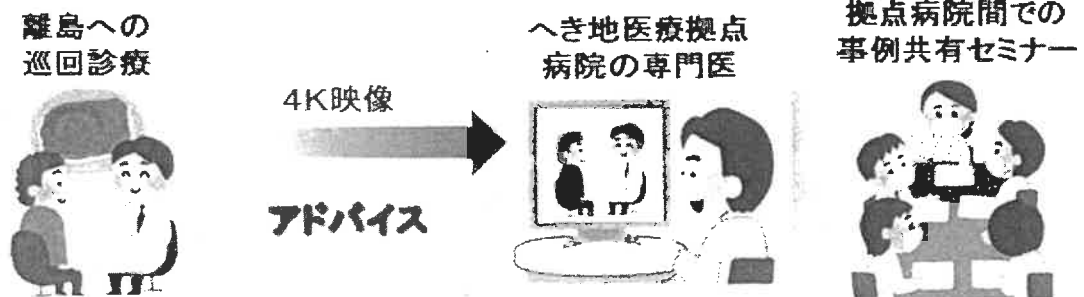 離島への
巡回診療
4K映像
アドバイス
へき地医療拠点
病院の専門医
拠点病院間での
事例共有セミナー